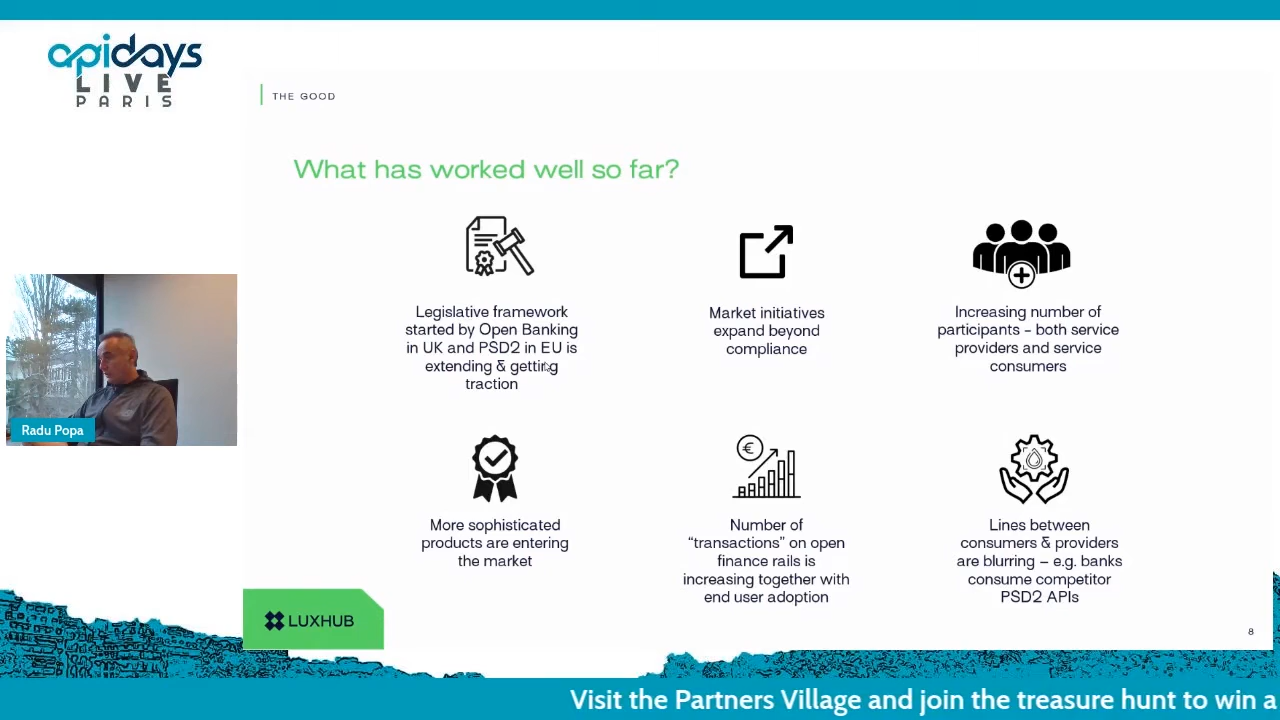 apidays
LIVE
PARIS
THE GOOD
What has worked well so far?
Legislative framework
started by Open Banking
in UK and PSD2 in EU is
extending & getting
traction
Market initiatives
expand beyond
compliance
Increasing number of
participants - both service
providers and service
consumers
More sophisticated
products are entering
the market
€
Number of
“transactions” on open
finance rails is
increasing together with
end user adoption
Lines between
consumers & providers
are blurring – e.g. banks
consume competitor
PSD2 APIs
Radu Popa
LUXHUB
8
Visit the Partners Village and join the treasure hunt to win a